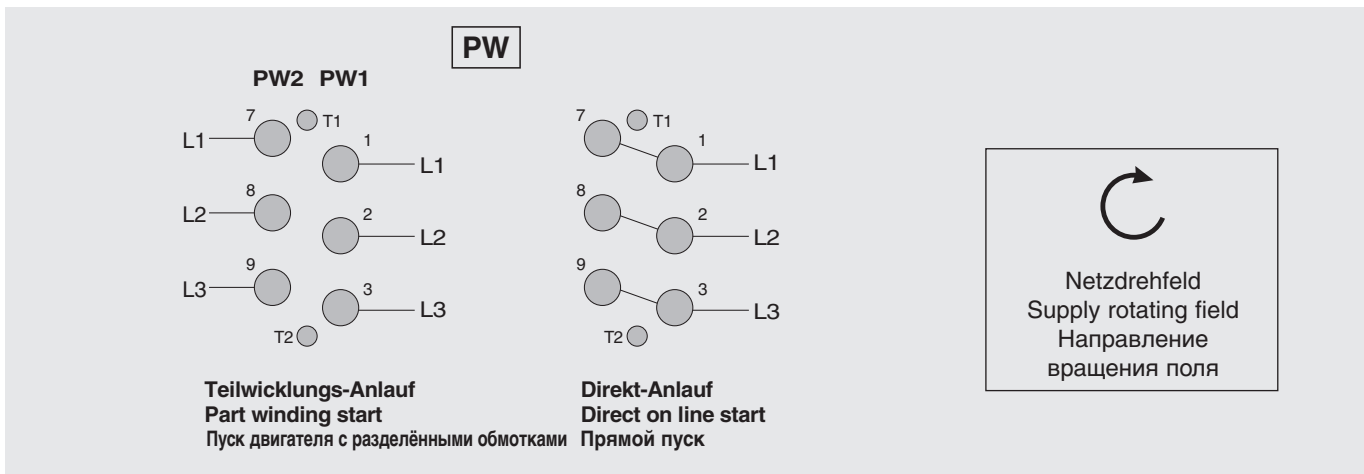 PW
PW2 PW1
7 T1
L1 1
L1
8
L2 2
L2
9
L3 3
L3
T2
Teilwicklungs-Anlauf
Part winding start
Пуск двигателя с разделёнными обмотками
7 T1
1
L1
8
2
L2
9
3
L3
T2
Direkt-Anlauf
Direct on line start
Прямой пуск
Netzdrehfeld
Supply rotating field
Направление
вращения поля